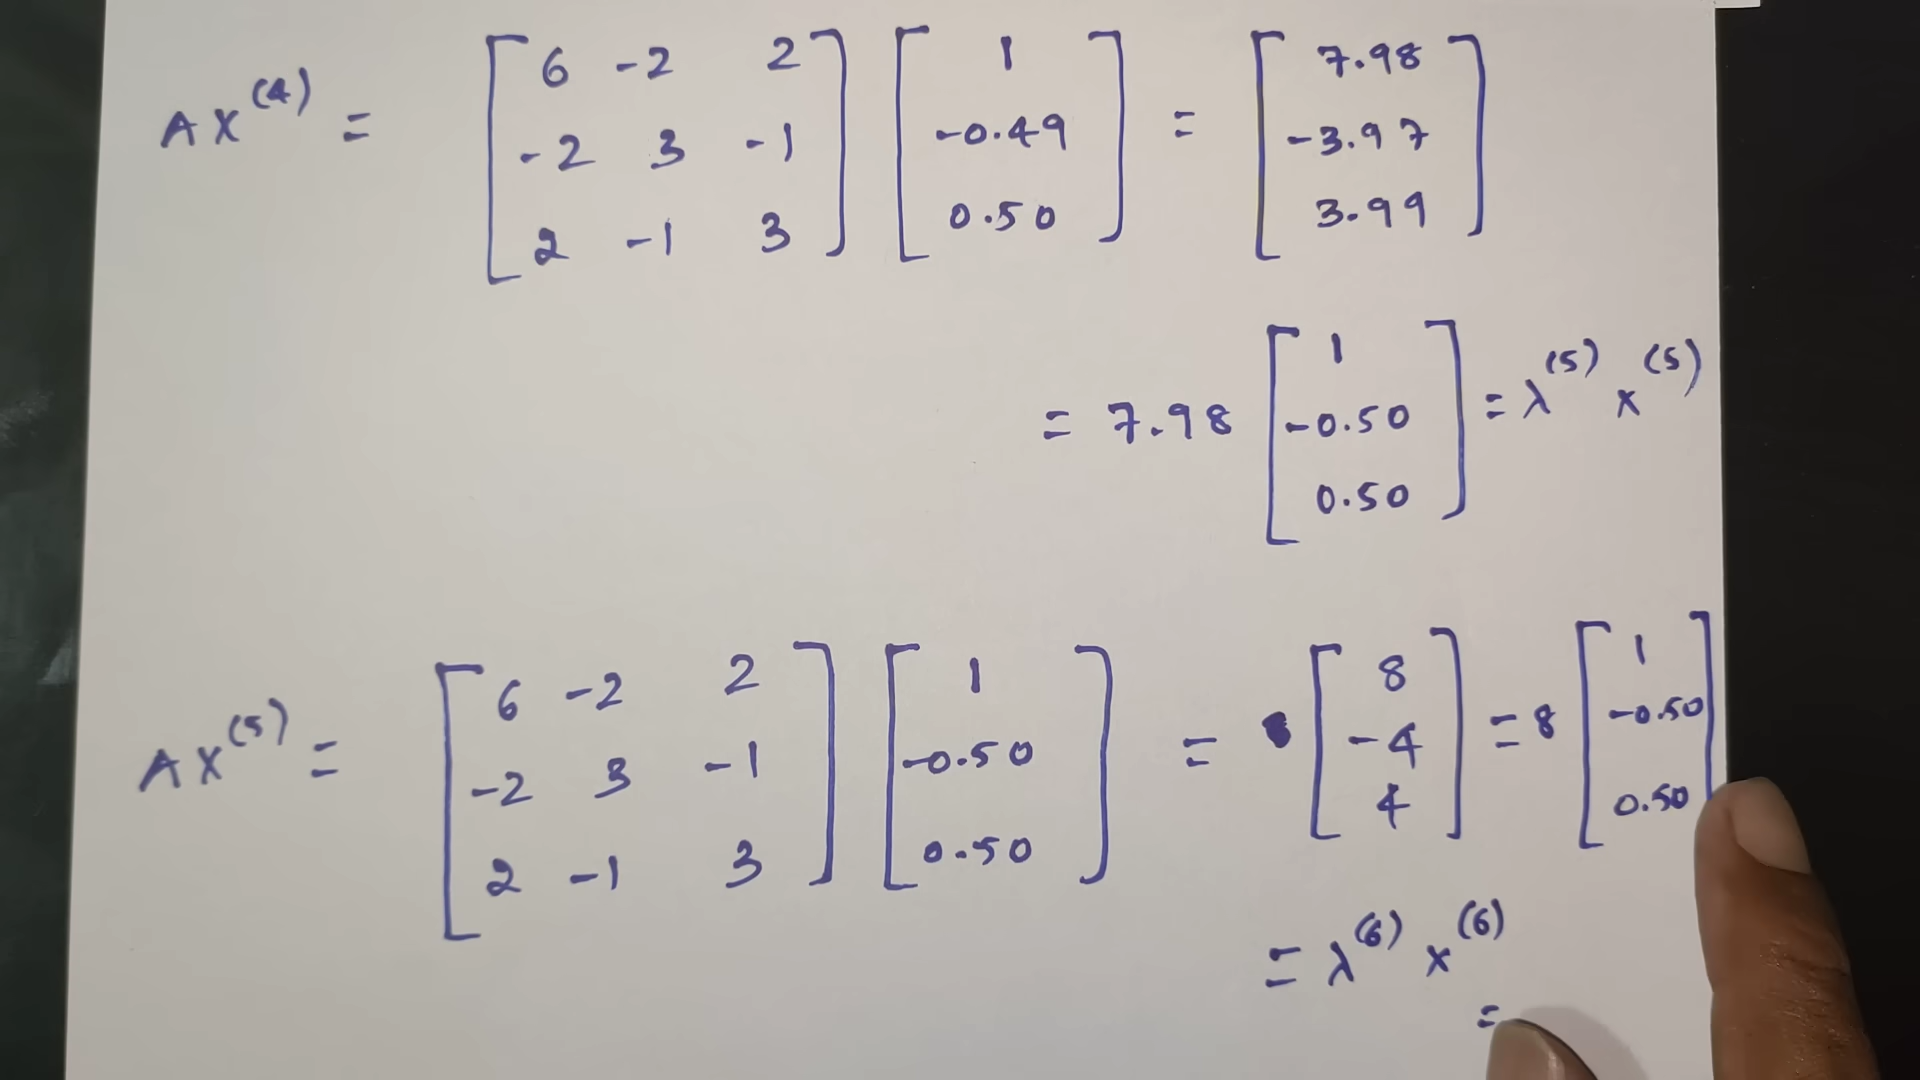 AX^(4) = [6 -2 2; -2 3 -1; 2 -1 3] [1; -0.49; 0.50] = [7.98; -3.97; 3.99]
= 7.98 [1; -0.50; 0.50] = λ^(5) x^(5)
AX^(5) = [6 -2 2; -2 3 -1; 2 -1 3] [1; -0.50; 0.50] = [8; -4; 4] = 8 [1; -0.50; 0.50]
= λ^(6) x^(6)
=